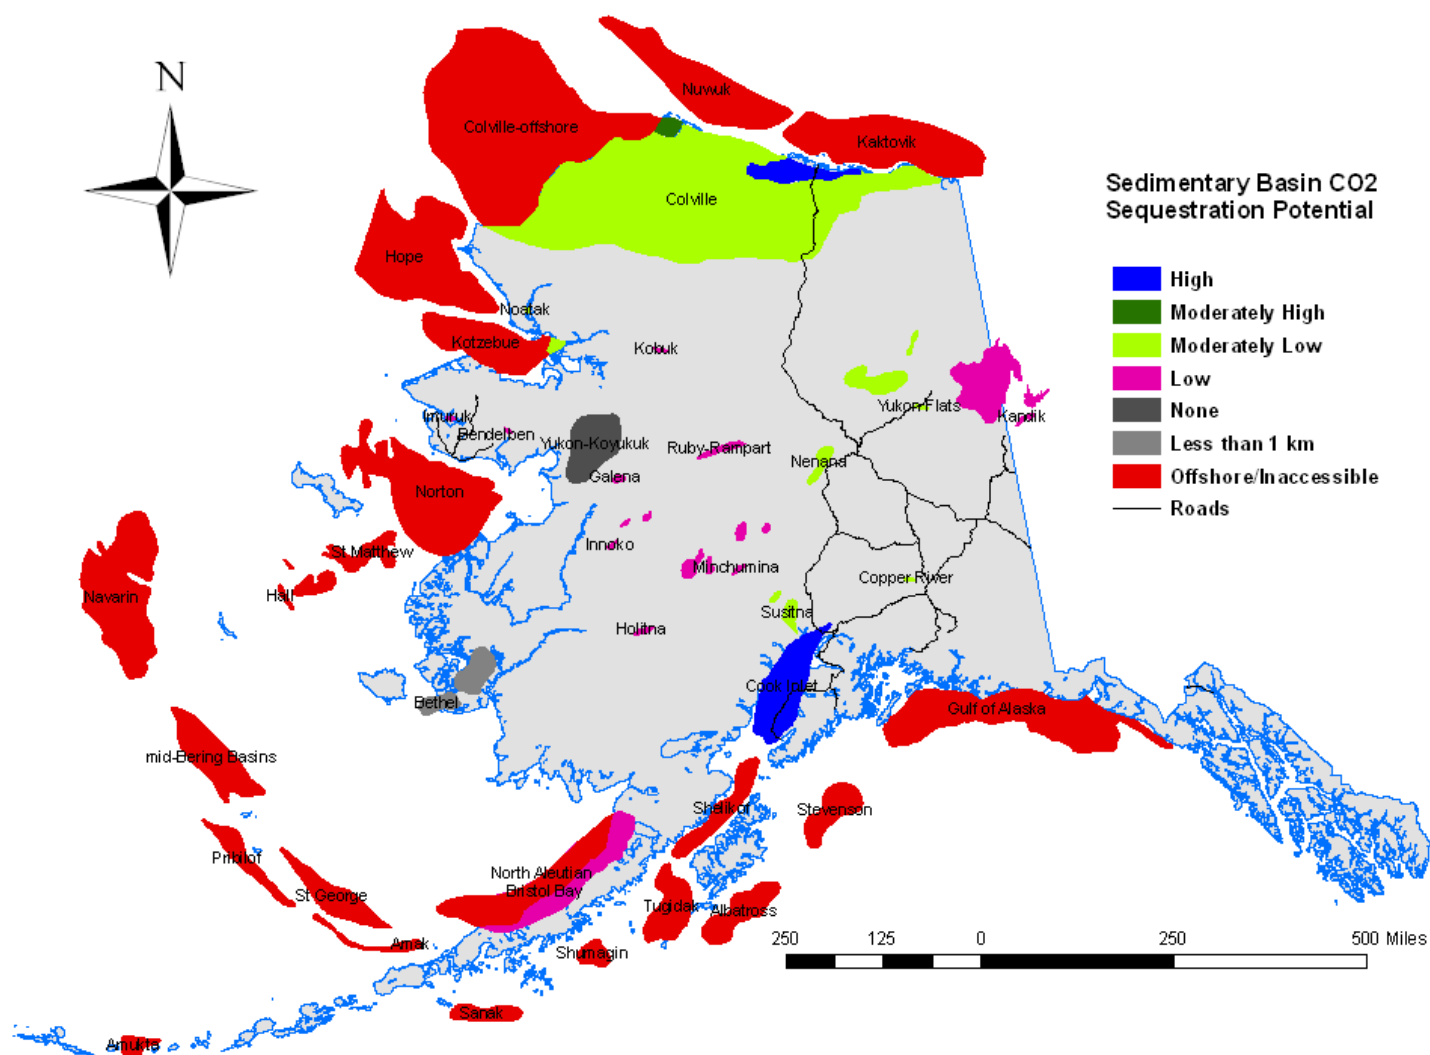 N
Nuwuk
Colville-offshore
Kaktovik
Colville
Hope
Noatak
Kotzebue
Kobuk
Imuruk
Bendelben
Yukon-Koyukuk
Ruby-Rampart
Galena
Nenana
Yukon Flats
Kandik
Norton
St Matthew
Innoko
Minchumina
Copper River
Hall
Navarin
Susitna
Holitna
Cook Inlet
Bethel
Gulf of Alaska
mid-Bering Basins
Shelikof
Stevenson
Pribilof
St George
North Aleutian
Bristol Bay
Tugidak
Albatross
Amak
Shumagin
Sanak
Amukta
Sedimentary Basin CO2
Sequestration Potential
High
Moderately High
Moderately Low
Low
None
Less than 1 km
Offshore/Inaccessible
Roads
250 125 0 250 500 Miles